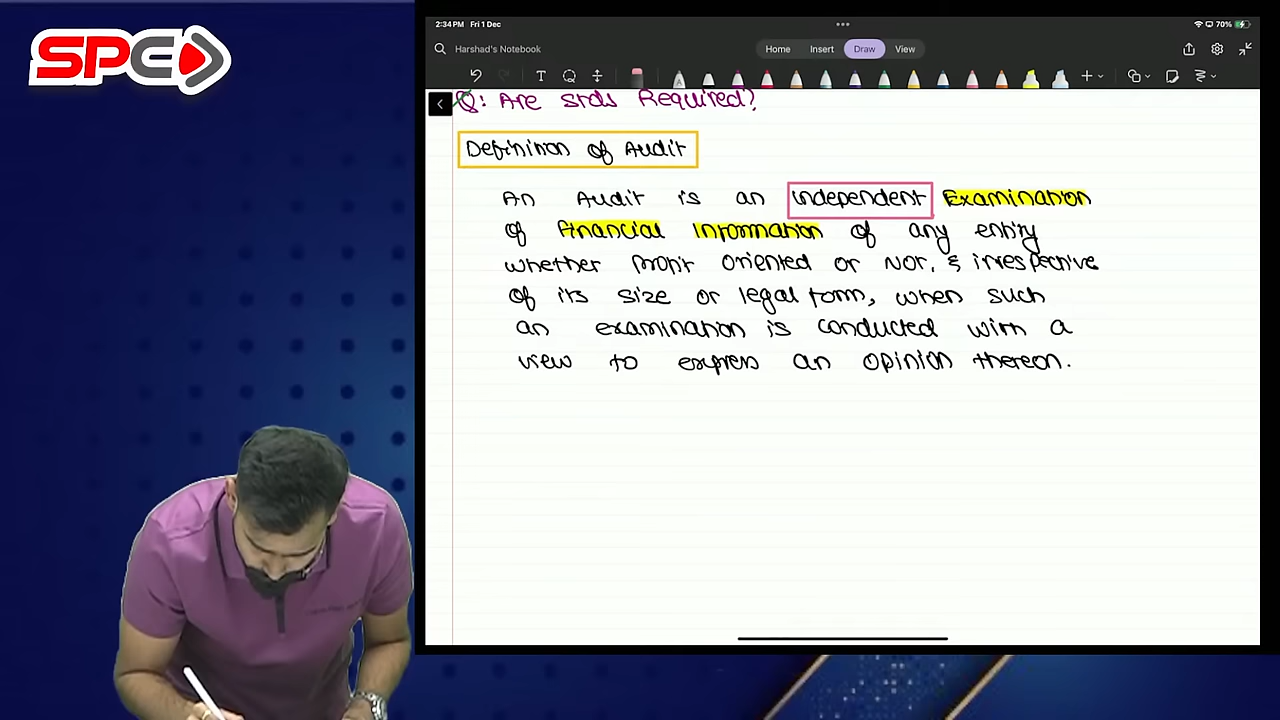 SPC
2:34 PM Fri 1 Dec
70%
Harshad's Notebook
Home Insert Draw View
Q: Are stds Required?
Definition of Audit
An Audit is an independent Examination
of financial information of any entity
whether profit oriented or Not, & irrespective
of its size or legal form, when such
an examination is conducted with a
view to express an opinion thereon.